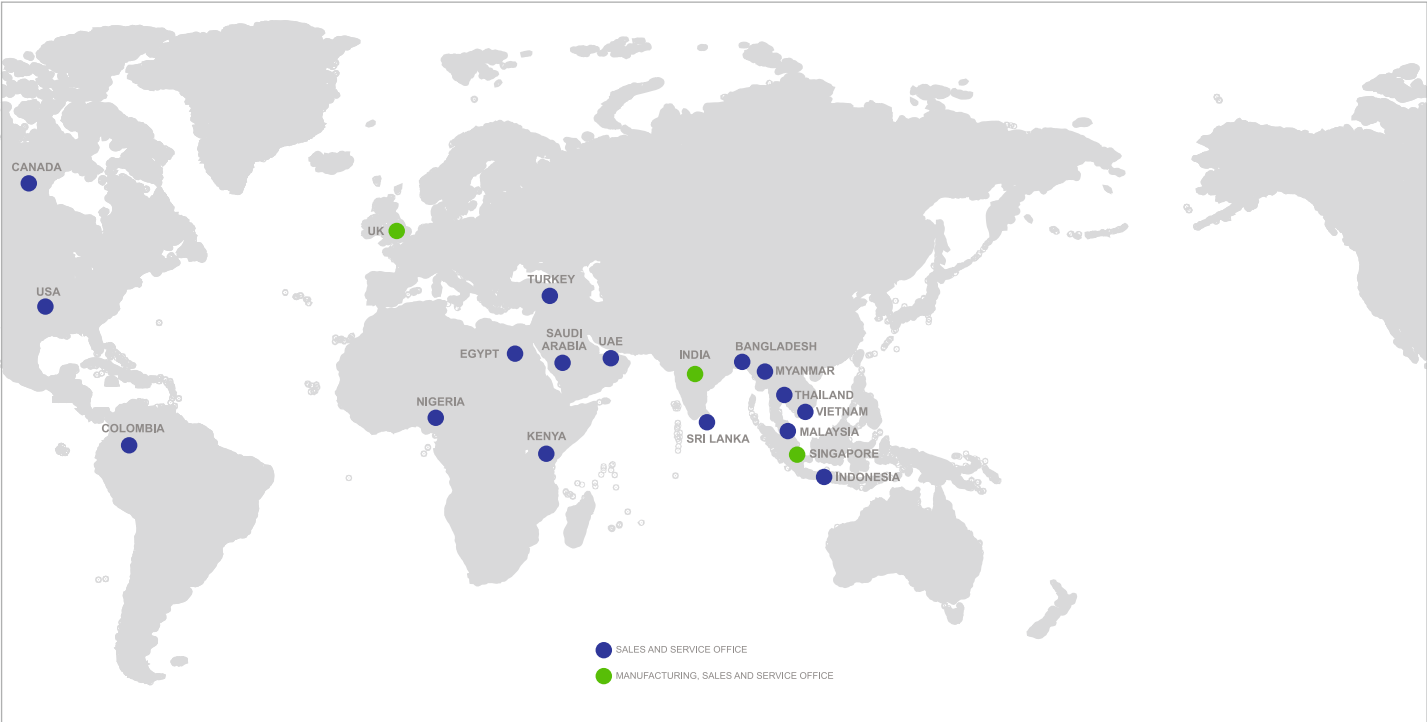 CANADA
UK
TURKEY
USA
SAUDI
ARABIA
UAE
EGYPT
INDIA
BANGLADESH
MYANMAR
THAILAND
NIGERIA
VIETNAM
COLOMBIA
KENYA
SRI LANKA
MALAYSIA
SINGAPORE
INDONESIA
SALES AND SERVICE OFFICE
MANUFACTURING, SALES AND SERVICE OFFICE